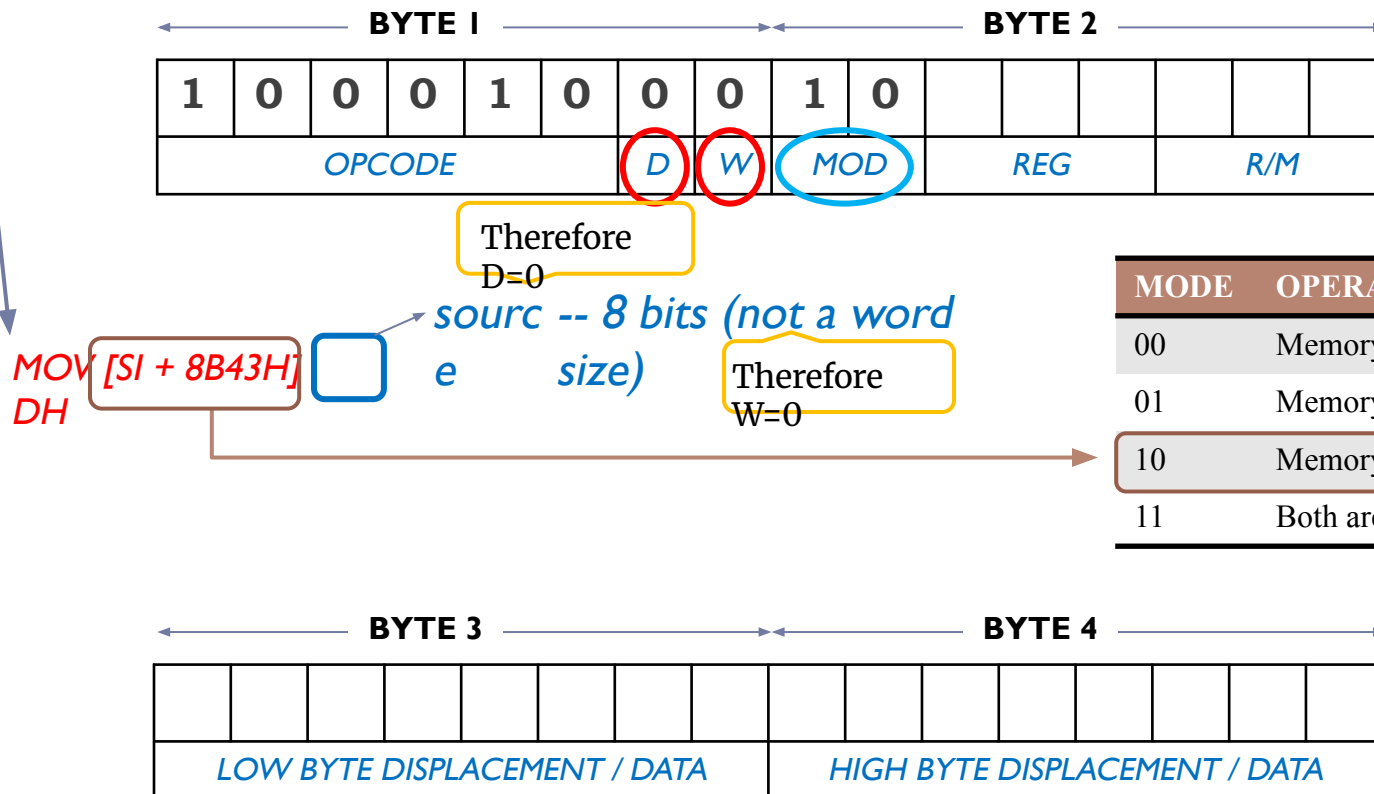 BYTE 1 BYTE 2
1 0 0 0 1 0 0 0 1 0
OPCODE D W MOD REG R/M
Therefore
D=0
sourc -- 8 bits (not a word
e size)
Therefore
W=0
MOV [SI + 8B43H]
DH
MODE OPERA
00 Memory
01 Memory
10 Memory
11 Both are
BYTE 3 BYTE 4
LOW BYTE DISPLACEMENT / DATA HIGH BYTE DISPLACEMENT / DATA